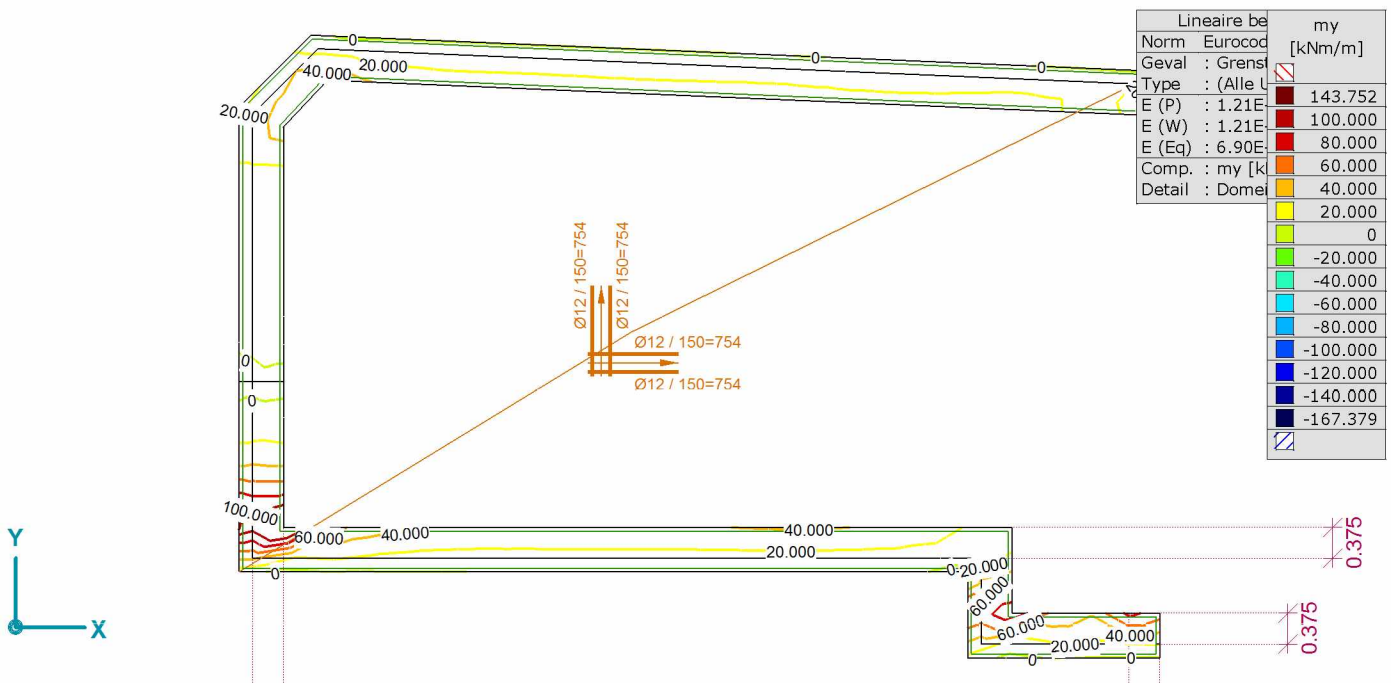 Lineaire be
Norm Eurocod
Geval : Grenst
Type : (Alle U
E (P) : 1.21E-
E (W) : 1.21E-
E (Eq) : 6.90E-
Comp. : my [k
Detail : Domei
my
[kNm/m]
143.752
100.000
80.000
60.000
40.000
20.000
0
-20.000
-40.000
-60.000
-80.000
-100.000
-120.000
-140.000
-167.379
0
0
0
40.000
20.000
20.000
Ø12 / 150=754
Ø12 / 150=754
Ø12 / 150=754
Ø12 / 150=754
0
0
100.000
60.000
40.000
40.000
20.000
0
0
20.000
60.000
60.000
20.000
40.000
0
0
0.375
0.375
Y
X